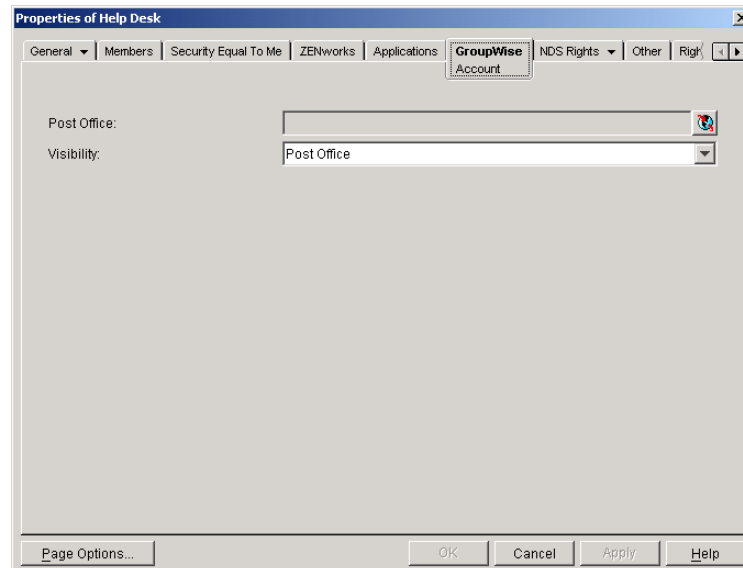 Properties of Help Desk
General Members Security Equal To Me ZENworks Applications GroupWise NDS Rights Other
Account
Post Office:
Visibility: Post Office
Page Options... OK Cancel Apply Help